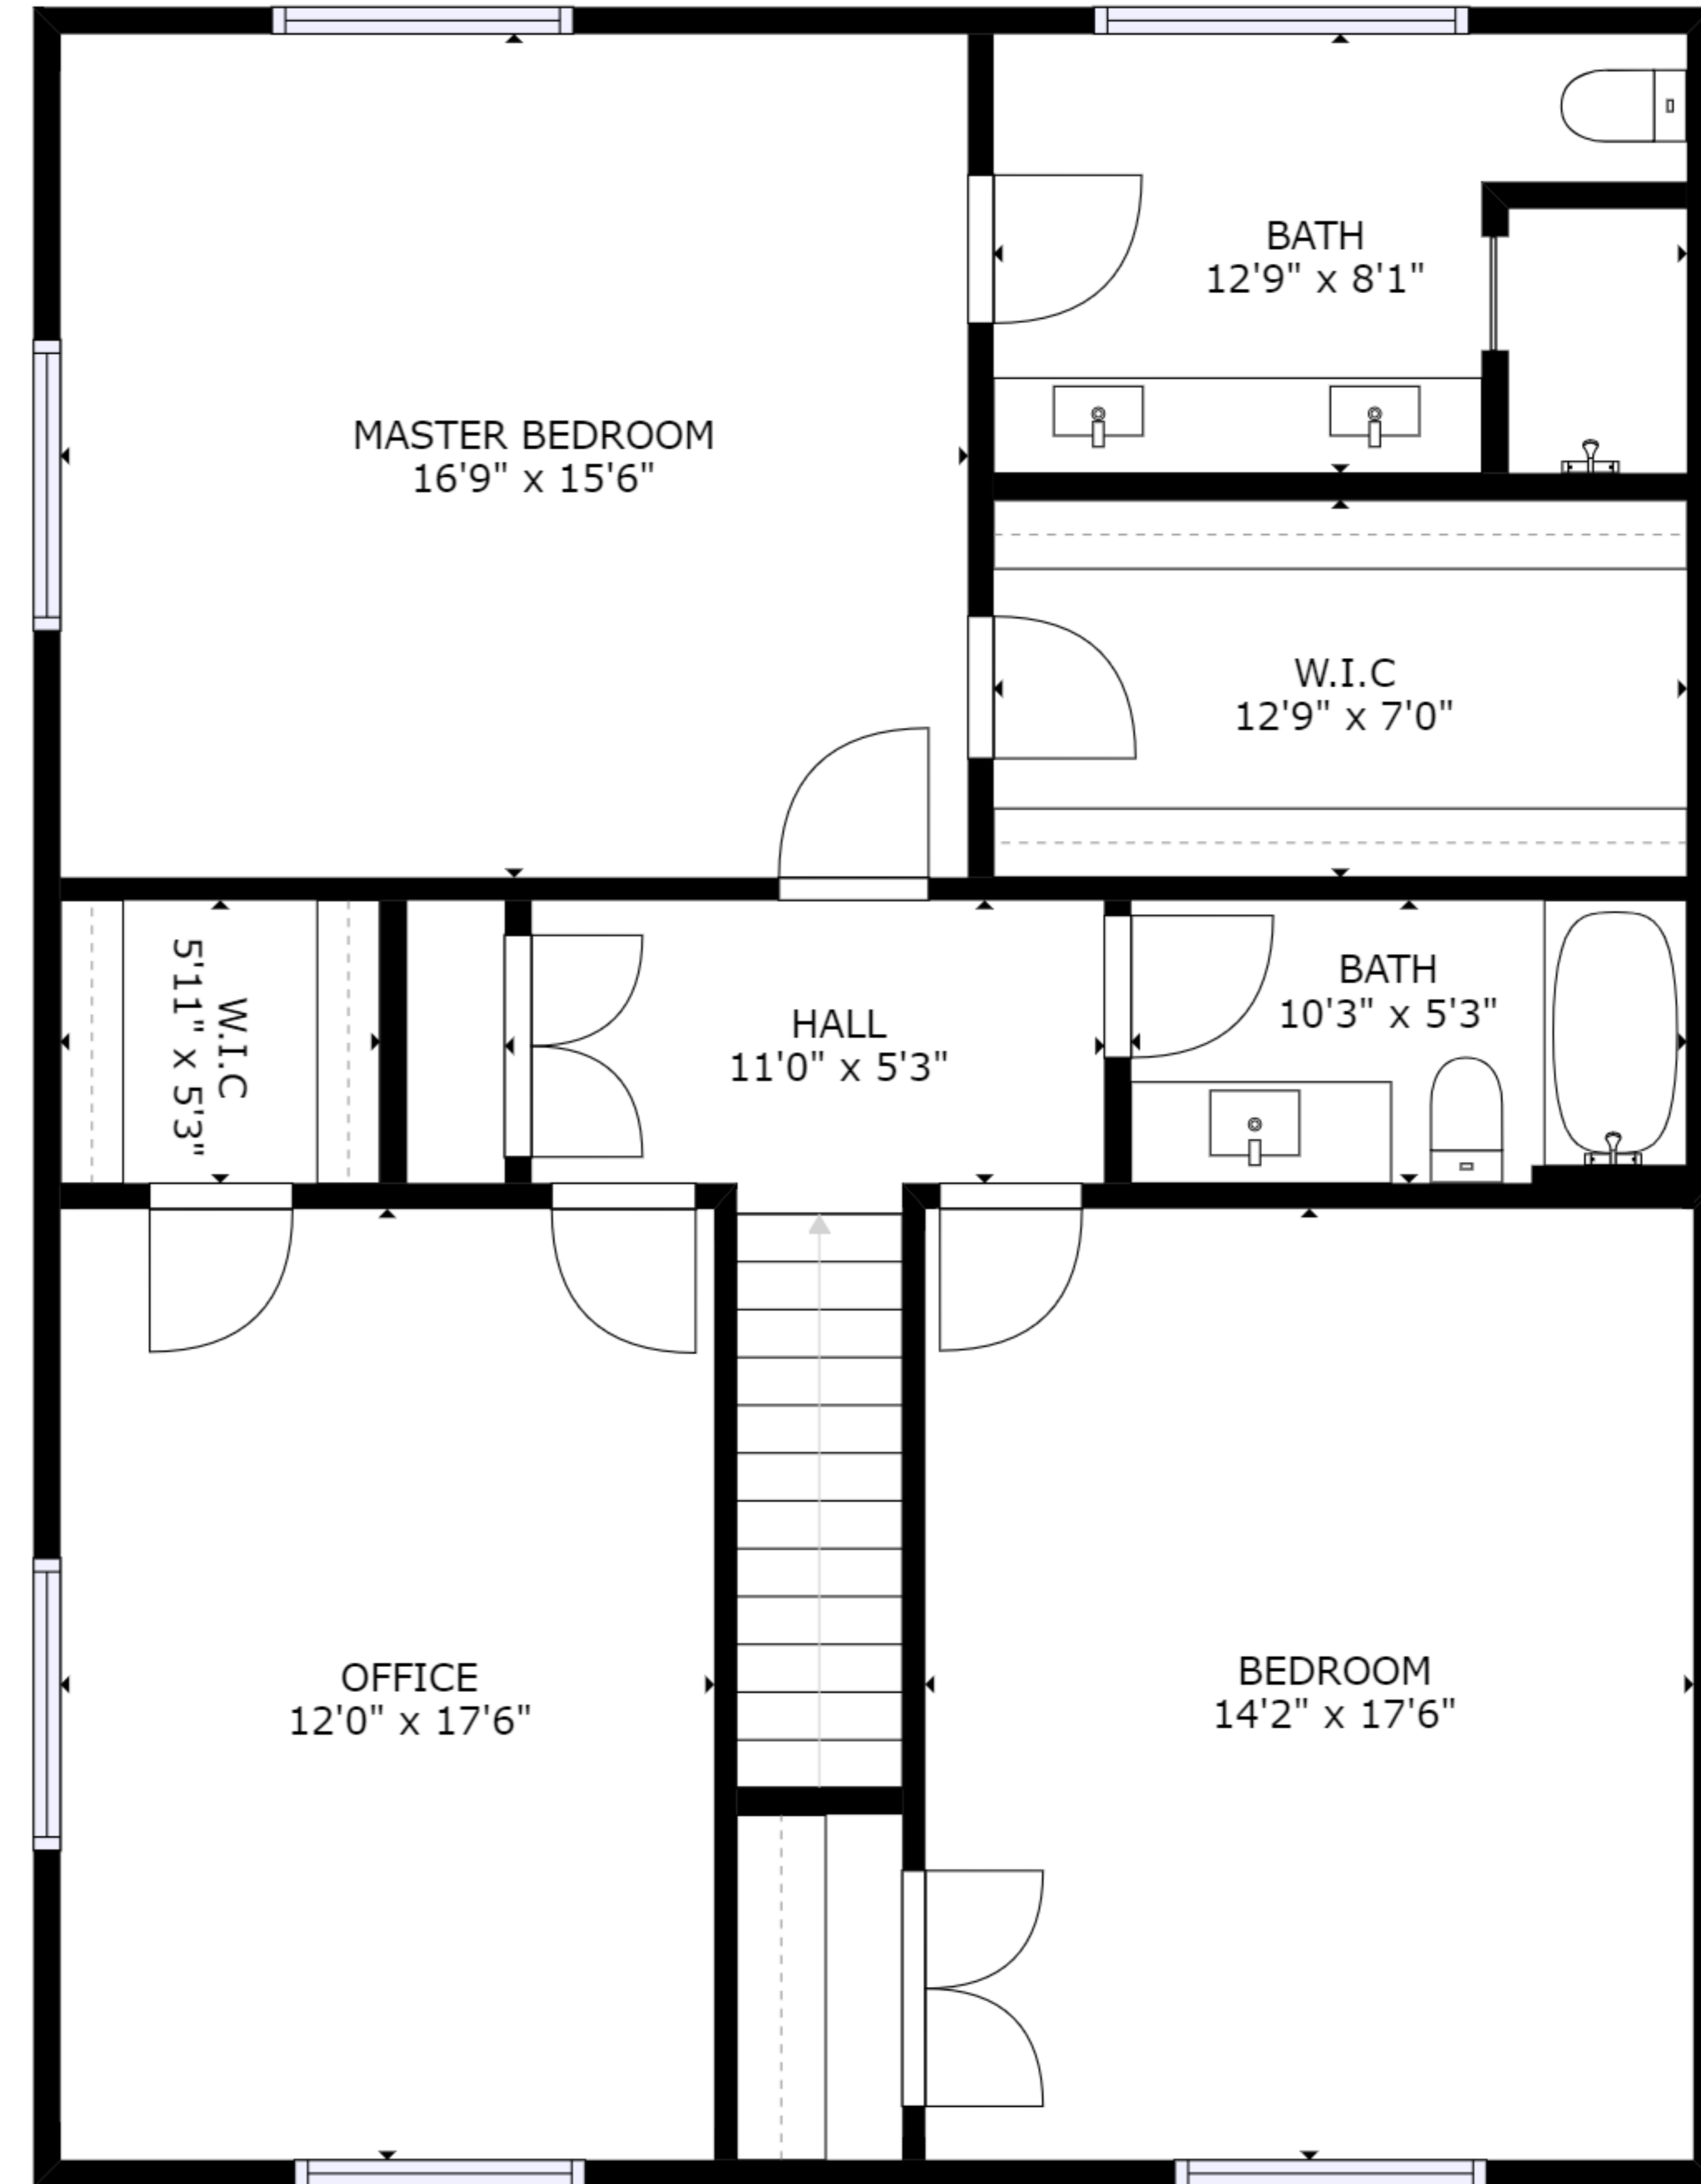 BATH
12'9" x 8'1"
MASTER BEDROOM
16'9" x 15'6"
W.I.C
12'9" x 7'0"
W.I.C
5'11" x 5'3"
HALL
11'0" x 5'3"
BATH
10'3" x 5'3"
OFFICE
12'0" x 17'6"
BEDROOM
14'2" x 17'6"